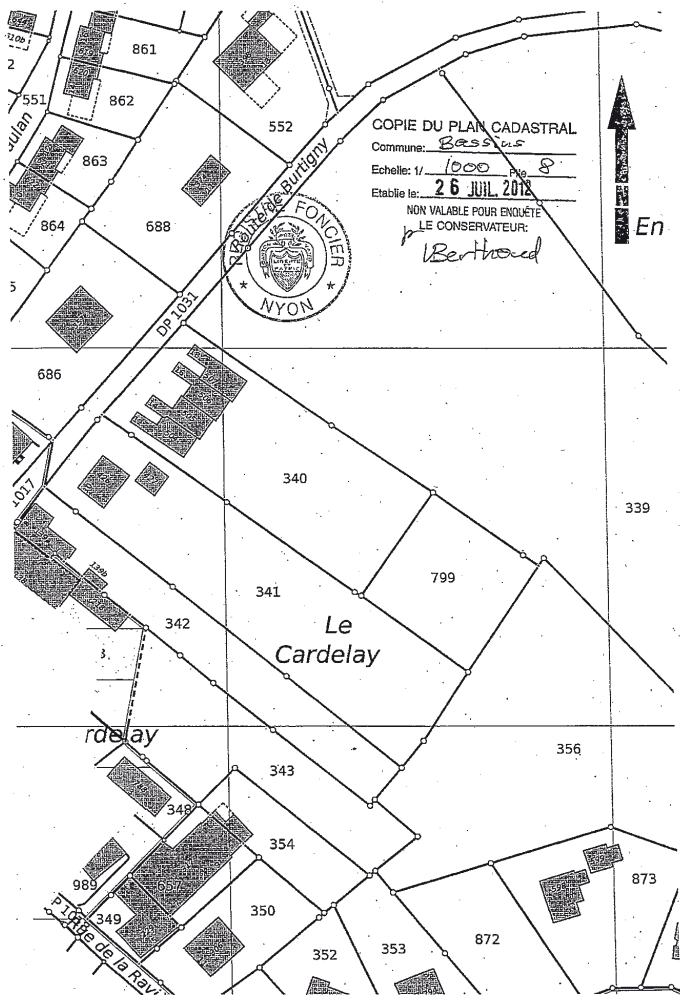 861
862
551
863
864
688
552
686
COPIE DU PLAN CADASTRAL
Commune: Bassins
Echelle: 1/ 1000 8
Etablie le: 26 JUIL. 2012
NON VALABLE POUR ENQUÊTE
LE CONSERVATEUR:
p Berthoud
En
Route de Burtigny
FONCIER
NYON
DP 1031
1017
340
339
799
341
342
139b
Le
Cardelay
rdelay
356
343
348
354
657
989
349
350
352
353
872
873
de la Ravi